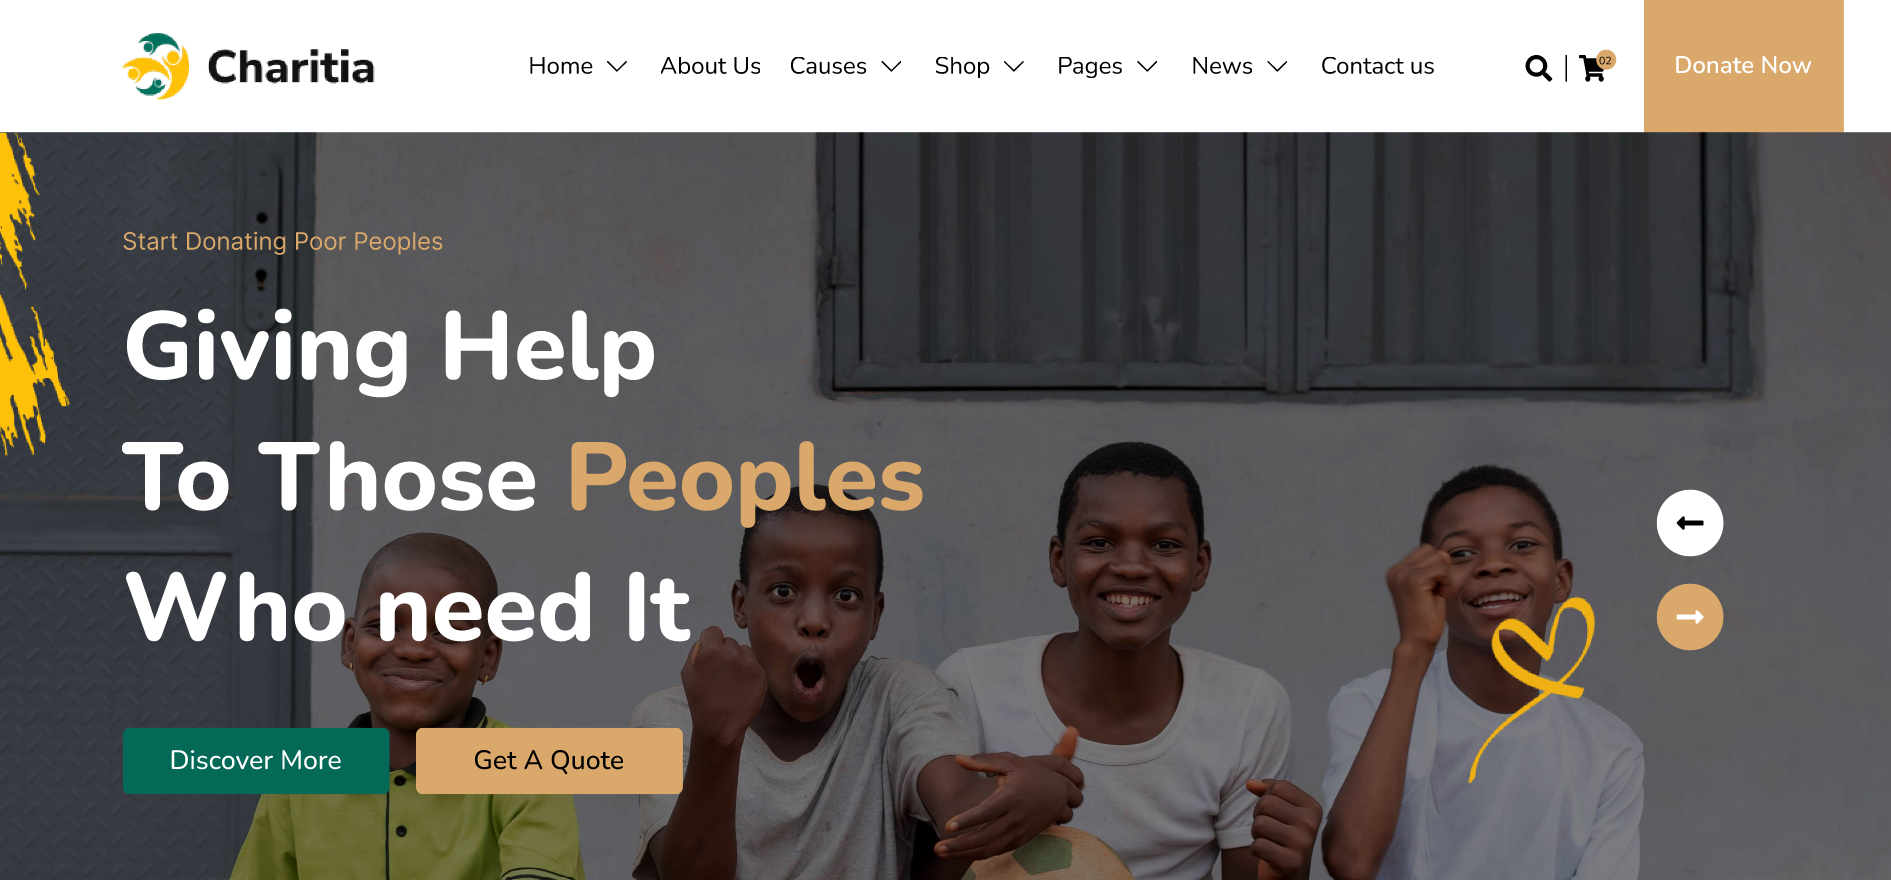 Charitia
Home About Us Causes Shop Pages News Contact us 02 Donate Now
Start Donating Poor Peoples
Giving Help
To Those Peoples
Who need It
Discover More Get A Quote